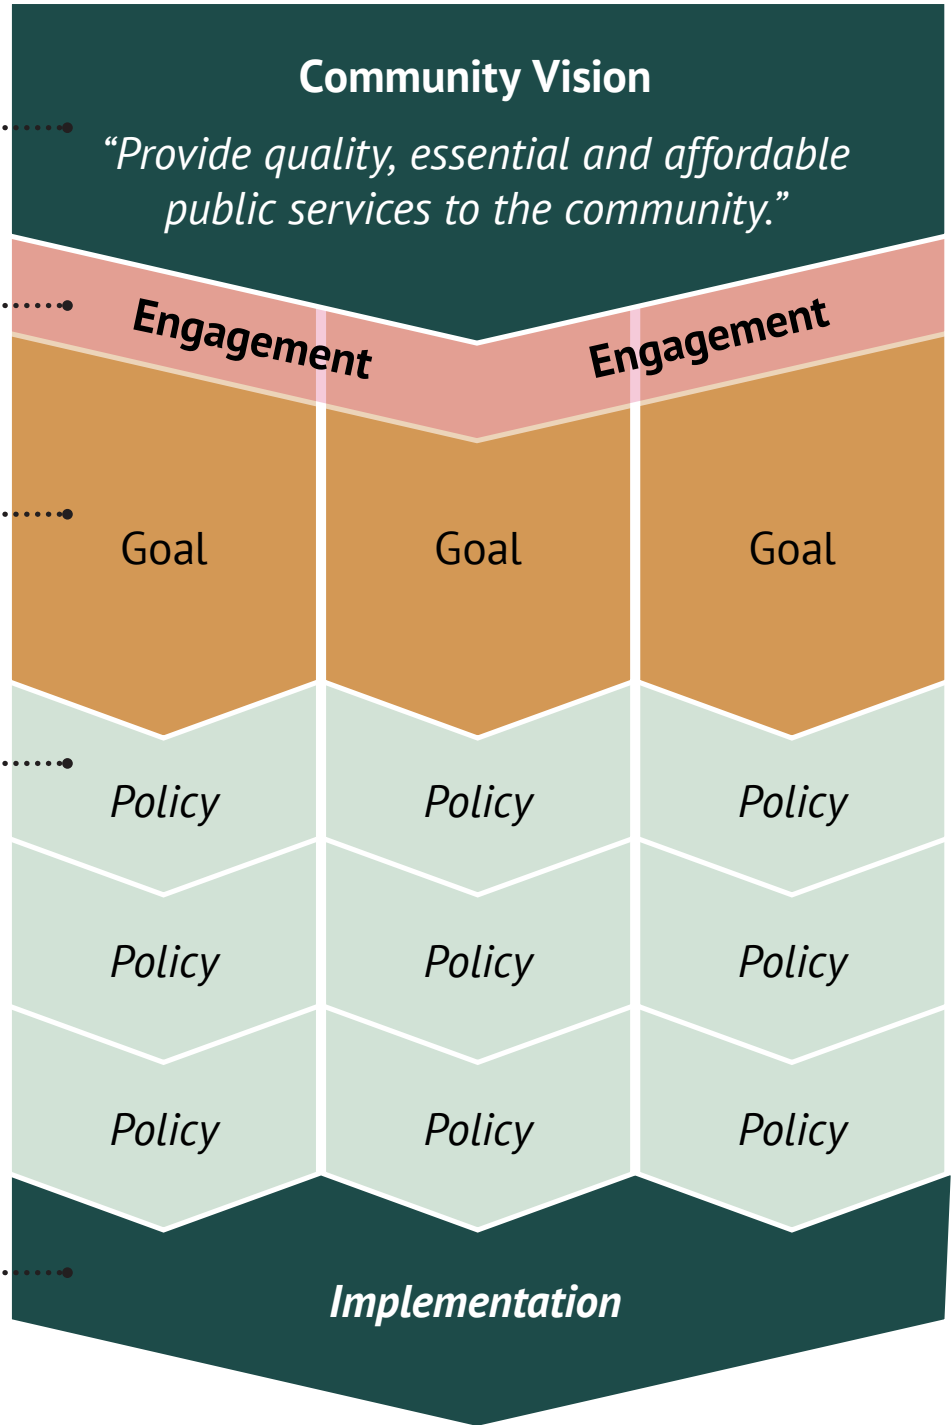 Community Vision
“Provide quality, essential and affordable
public services to the community.”
Engagement
Engagement
Goal
Goal
Goal
Policy
Policy
Policy
Policy
Policy
Policy
Policy
Policy
Policy
Implementation